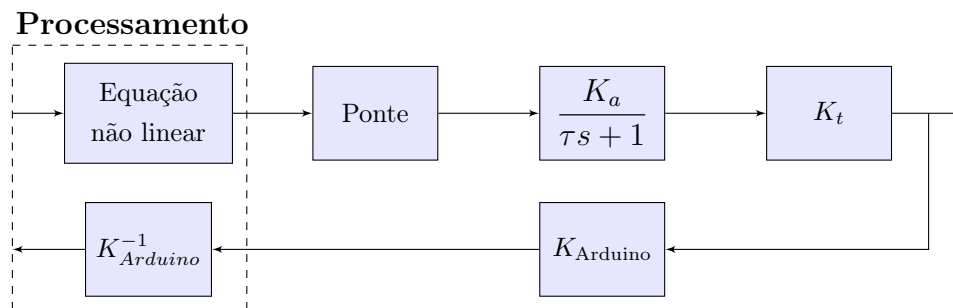 Processamento
Equação
não linear
Ponte
K_a
τs + 1
K_t
K^{-1}_{Arduino}
K_{Arduino}